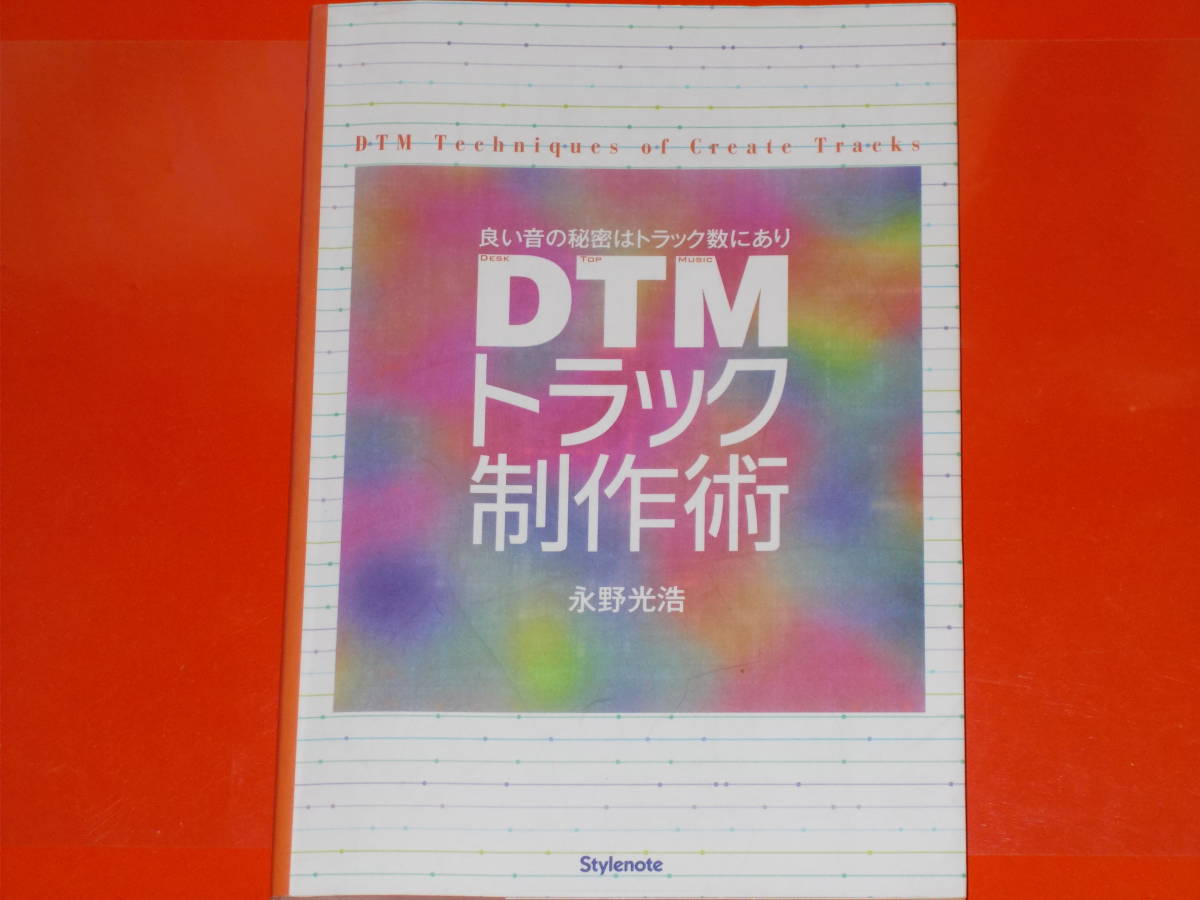 DTM Techniques of Create Tracks
良い音の秘密はトラック数にあり
DESK TOP MUSIC
DTM
トラック
制作術
永野光浩
Stylenote